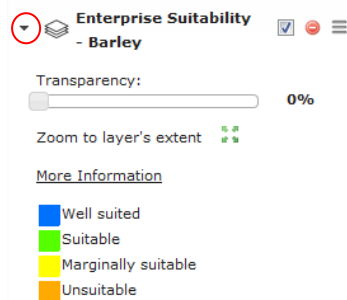 Enterprise Suitability
- Barley
Transparency:
0%
Zoom to layer's extent
More Information
Well suited
Suitable
Marginally suitable
Unsuitable